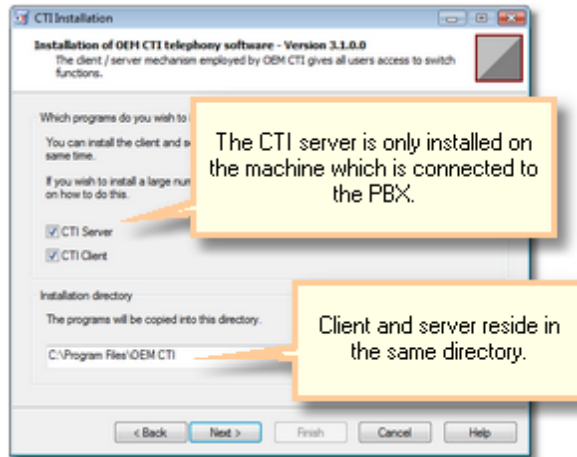 CTI Installation
Installation of OEM CTI telephony software - Version 3.1.0.0
The client / server mechanism employed by OEM CTI gives all users access to switch
functions.
Which programs do you wish to
You can install the client and
same time.
If you wish to install a large
on how to do this.
The CTI server is only installed on
the machine which is connected to
the PBX.
CTI Server
CTI Client
Installation directory
The programs will be copied into this directory.
C:\Program Files\OEM CTI
Client and server reside in
the same directory.
< Back
Next >
Finish
Cancel
Help